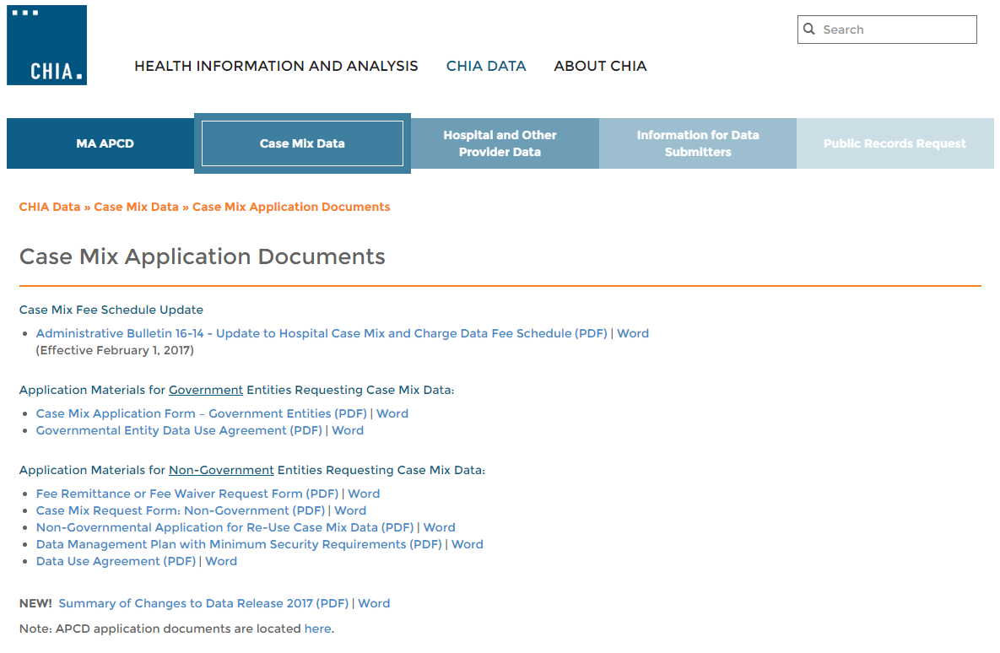 CHIA.
Search
HEALTH INFORMATION AND ANALYSIS CHIA DATA ABOUT CHIA
MA APCD
Case Mix Data
Hospital and Other
Provider Data
Information for Data
Submitters
Public Records Request
CHIA Data » Case Mix Data » Case Mix Application Documents
Case Mix Application Documents
Case Mix Fee Schedule Update
• Administrative Bulletin 16-14 - Update to Hospital Case Mix and Charge Data Fee Schedule (PDF) | Word
(Effective February 1, 2017)
Application Materials for Government Entities Requesting Case Mix Data:
• Case Mix Application Form – Government Entities (PDF) | Word
• Governmental Entity Data Use Agreement (PDF) | Word
Application Materials for Non-Government Entities Requesting Case Mix Data:
• Fee Remittance or Fee Waiver Request Form (PDF) | Word
• Case Mix Request Form: Non-Government (PDF) | Word
• Non-Governmental Application for Re-Use Case Mix Data (PDF) | Word
• Data Management Plan with Minimum Security Requirements (PDF) | Word
• Data Use Agreement (PDF) | Word
NEW! Summary of Changes to Data Release 2017 (PDF) | Word
Note: APCD application documents are located here.